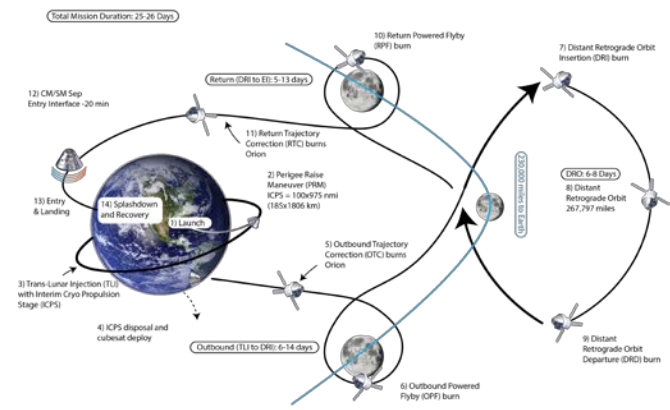 Total Mission Duration: 25-26 Days
10) Return Powered Flyby
(RPF) burn
7) Distant Retrograde Orbit
Insertion (DRI) burn
Return (DRI to EI): 5-13 days
12) CM/SM Sep
Entry Interface -20 min
11) Return Trajectory
Correction (RTC) burns
Orion
2) Perigee Raise
Maneuver (PRM)
ICPS = 100x975 nmi
(185x1806 km)
230,000 miles to Earth
DRO: 6-8 Days
8) Distant
Retrograde Orbit
267,797 miles
13) Entry
& Landing
14) Splashdown
and Recovery
1) Launch
5) Outbound Trajectory
Correction (OTC) burns
Orion
3) Trans-Lunar Injection (TLI)
with Interim Cryo Propulsion
Stage (ICPS)
4) ICPS disposal and
cubesat deploy
Outbound (TLI to DRI): 6-14 days
9) Distant
Retrograde Orbit
Departure (DRD) burn
6) Outbound Powered
Flyby (OPF) burn